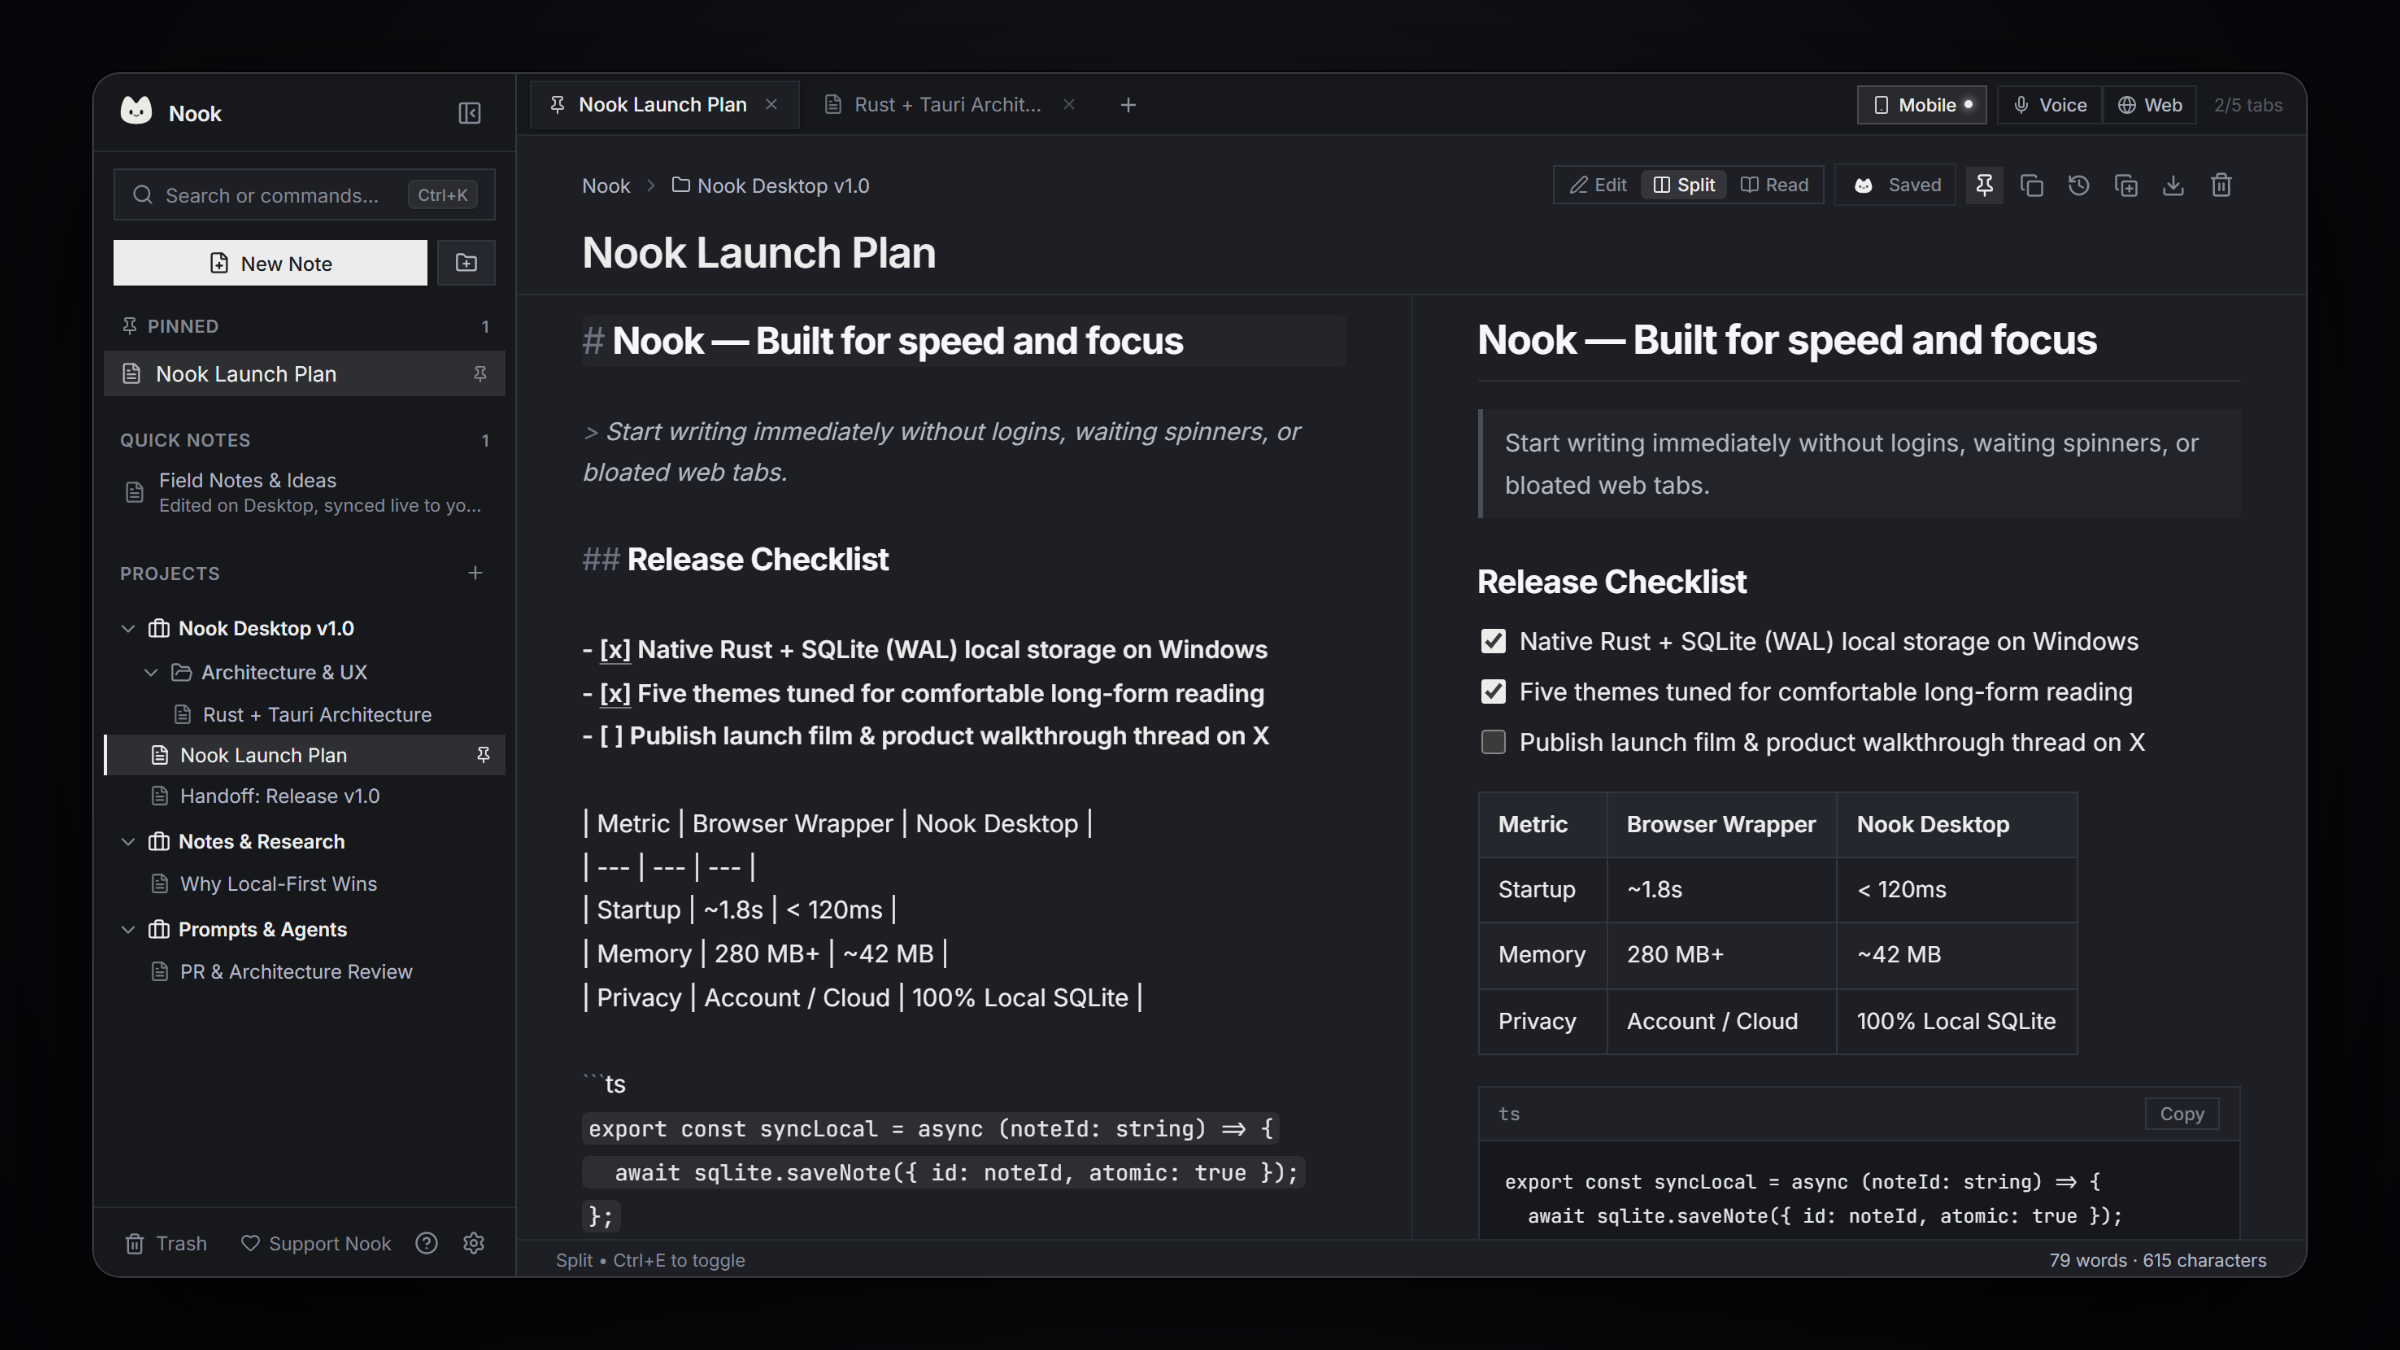 Nook
Search or commands... Ctrl+K
New Note
PINNED 1
Nook Launch Plan
QUICK NOTES 1
Field Notes & Ideas
Edited on Desktop, synced live to yo...
PROJECTS
Nook Desktop v1.0
Architecture & UX
Rust + Tauri Architecture
Nook Launch Plan
Handoff: Release v1.0
Notes & Research
Why Local-First Wins
Prompts & Agents
PR & Architecture Review
Trash Support Nook
Nook Launch Plan Rust + Tauri Archit... Mobile Voice Web 2/5 tabs
Nook > Nook Desktop v1.0 Edit Split Read Saved
Nook Launch Plan
# Nook — Built for speed and focus
> Start writing immediately without logins, waiting spinners, or
bloated web tabs.
## Release Checklist
- [x] Native Rust + SQLite (WAL) local storage on Windows
- [x] Five themes tuned for comfortable long-form reading
- [ ] Publish launch film & product walkthrough thread on X
| Metric | Browser Wrapper | Nook Desktop |
| --- | --- | --- |
| Startup | ~1.8s | < 120ms |
| Memory | 280 MB+ | ~42 MB |
| Privacy | Account / Cloud | 100% Local SQLite |
```ts
export const syncLocal = async (noteId: string) => {
await sqlite.saveNote({ id: noteId, atomic: true });
};
Nook — Built for speed and focus
Start writing immediately without logins, waiting spinners, or
bloated web tabs.
Release Checklist
Native Rust + SQLite (WAL) local storage on Windows
Five themes tuned for comfortable long-form reading
Publish launch film & product walkthrough thread on X
Metric Browser Wrapper Nook Desktop
Startup ~1.8s < 120ms
Memory 280 MB+ ~42 MB
Privacy Account / Cloud 100% Local SQLite
ts Copy
export const syncLocal = async (noteId: string) => {
await sqlite.saveNote({ id: noteId, atomic: true });
Split • Ctrl+E to toggle 79 words · 615 characters